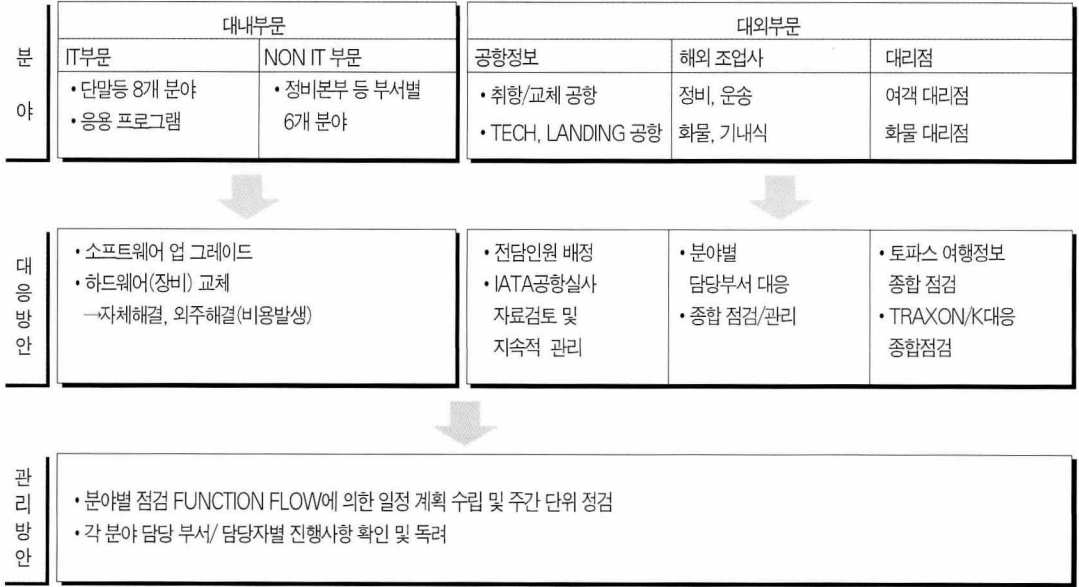 분야
대내부문
IT부문
• 단말등 8개 분야
• 응용 프로그램
NON IT 부문
• 정비본부 등 부서별
6개 분야
대외부문
공항정보
• 취항/교체 공항
• TECH, LANDING 공항
해외 조업사
정비, 운송
화물, 기내식
대리점
여객 대리점
화물 대리점
대응방안
• 소프트웨어 업 그레이드
• 하드웨어(장비) 교체
→자체해결, 외주해결(비용발생)
• 전담인원 배정
• IATA공항실사
자료검토 및
지속적 관리
• 분야별
담당부서 대응
• 종합 점검/관리
• 토파스 여행정보
종합 점검
• TRAXON/K대응
종합점검
관리방안
• 분야별 점검 FUNCTION FLOW에 의한 일정 계획 수립 및 주간 단위 정검
• 각 분야 담당 부서/ 담당자별 진행사항 확인 및 독려